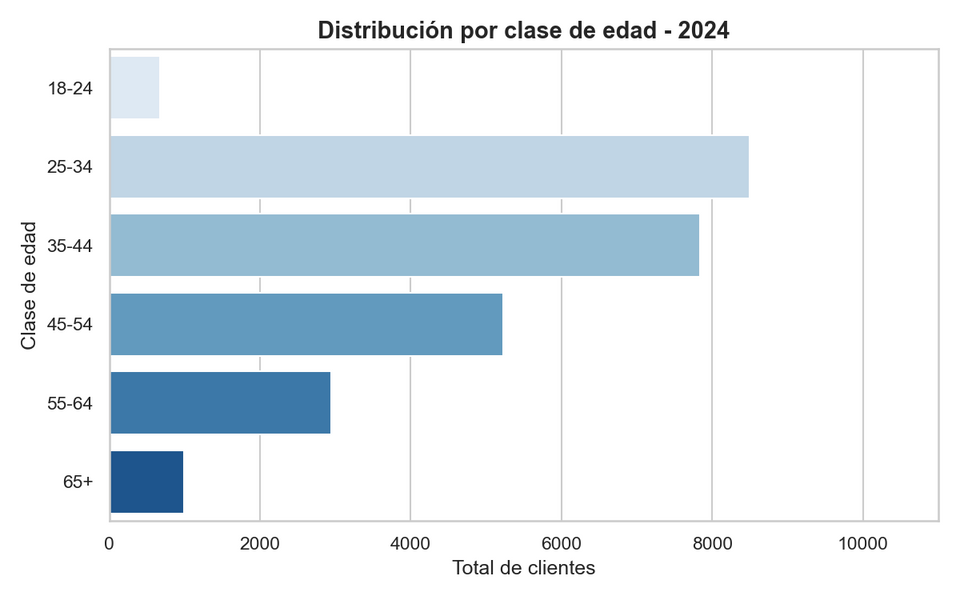 Distribución por clase de edad - 2024
Clase de edad
18-24
25-34
35-44
45-54
55-64
65+
0 2000 4000 6000 8000 10000
Total de clientes